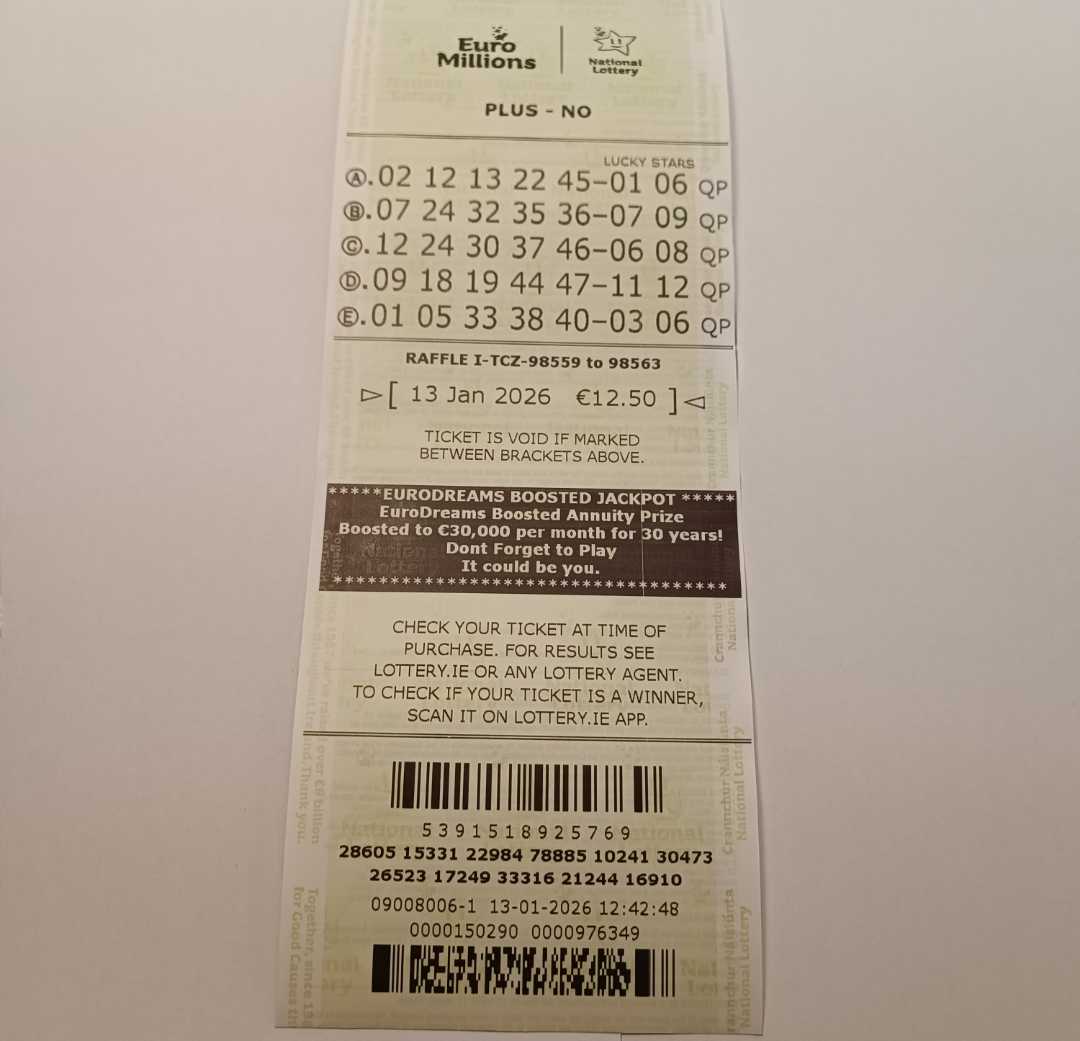 Euro Millions
National Lottery
PLUS - NO
LUCKY STARS
Ⓐ.02 12 13 22 45-01 06 QP
Ⓑ.07 24 32 35 36-07 09 QP
Ⓒ.12 24 30 37 46-06 08 QP
Ⓓ.09 18 19 44 47-11 12 QP
Ⓔ.01 05 33 38 40-03 06 QP
RAFFLE I-TCZ-98559 to 98563
[ 13 Jan 2026 €12.50 ]
TICKET IS VOID IF MARKED
BETWEEN BRACKETS ABOVE.
*****EURODREAMS BOOSTED JACKPOT *****
EuroDreams Boosted Annuity Prize
Boosted to €30,000 per month for 30 years!
Dont Forget to Play
It could be you.
********************************
CHECK YOUR TICKET AT TIME OF
PURCHASE. FOR RESULTS SEE
LOTTERY.IE OR ANY LOTTERY AGENT.
TO CHECK IF YOUR TICKET IS A WINNER,
SCAN IT ON LOTTERY.IE APP.
5391518925769
28605 15331 22984 78885 10241 30473
26523 17249 33316 21244 16910
09008006-1 13-01-2026 12:42:48
0000150290 0000976349